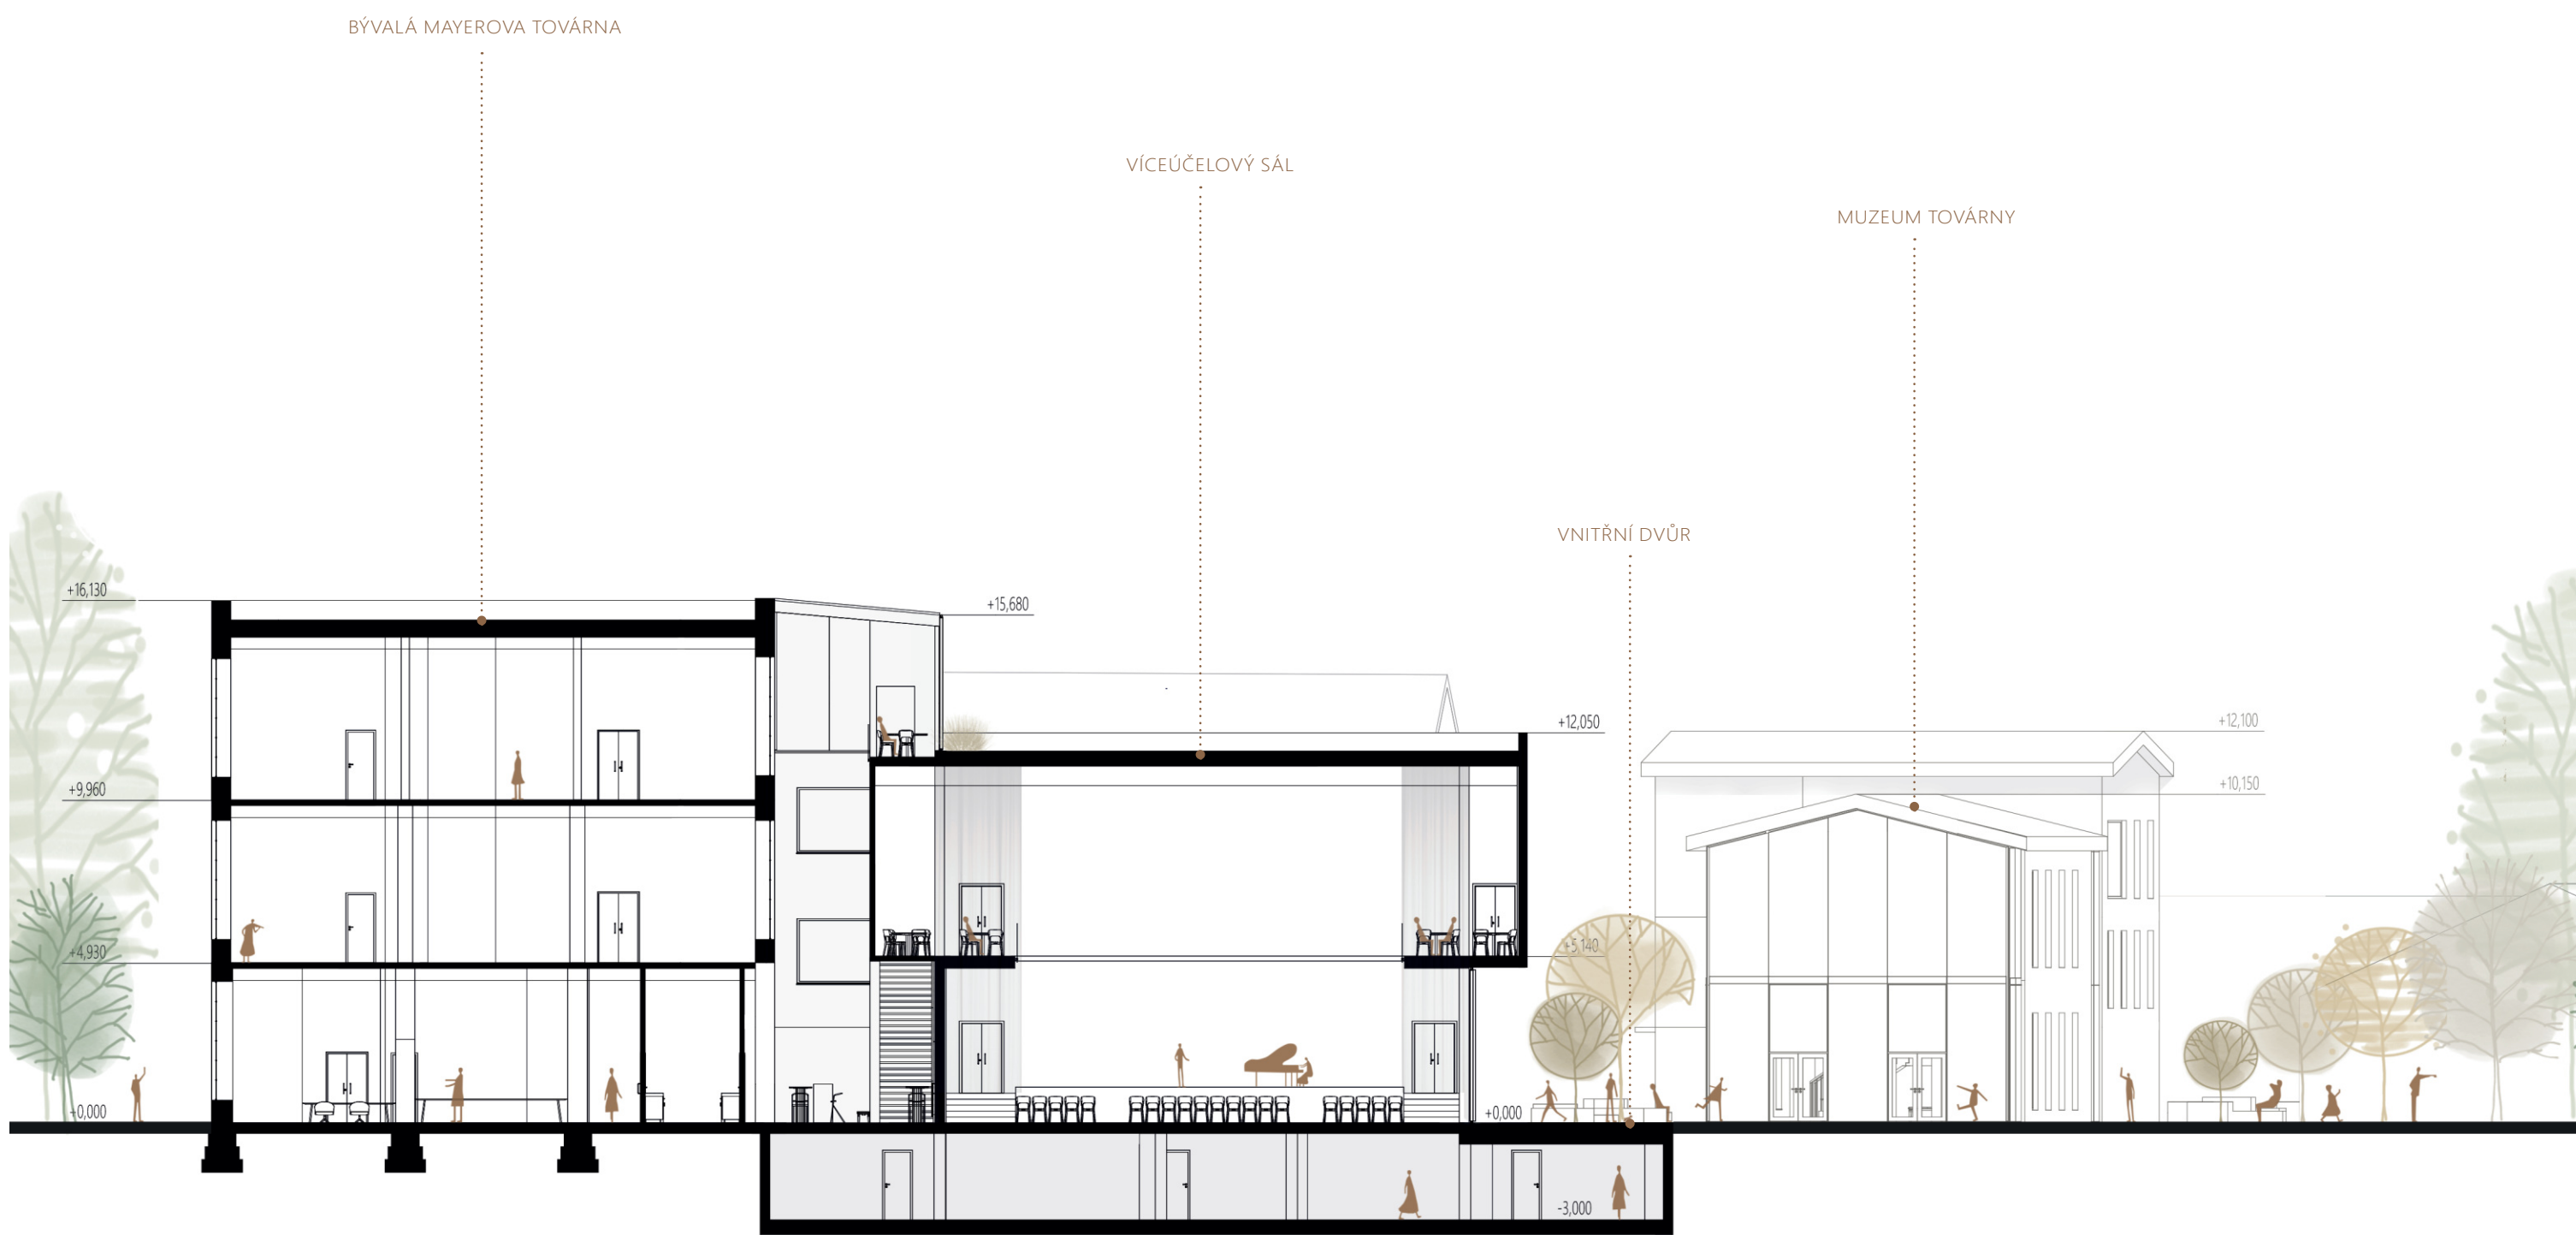 BÝVALÁ MAYEROVA TOVÁRNA
VÍCEÚČELOVÝ SÁL
MUZEUM TOVÁRNY
VNITŘNÍ DVŮR
+16,130
+15,680
+12,050
+12,100
+10,150
+9,960
+4,930
+5,140
+0,000
+0,000
-3,000